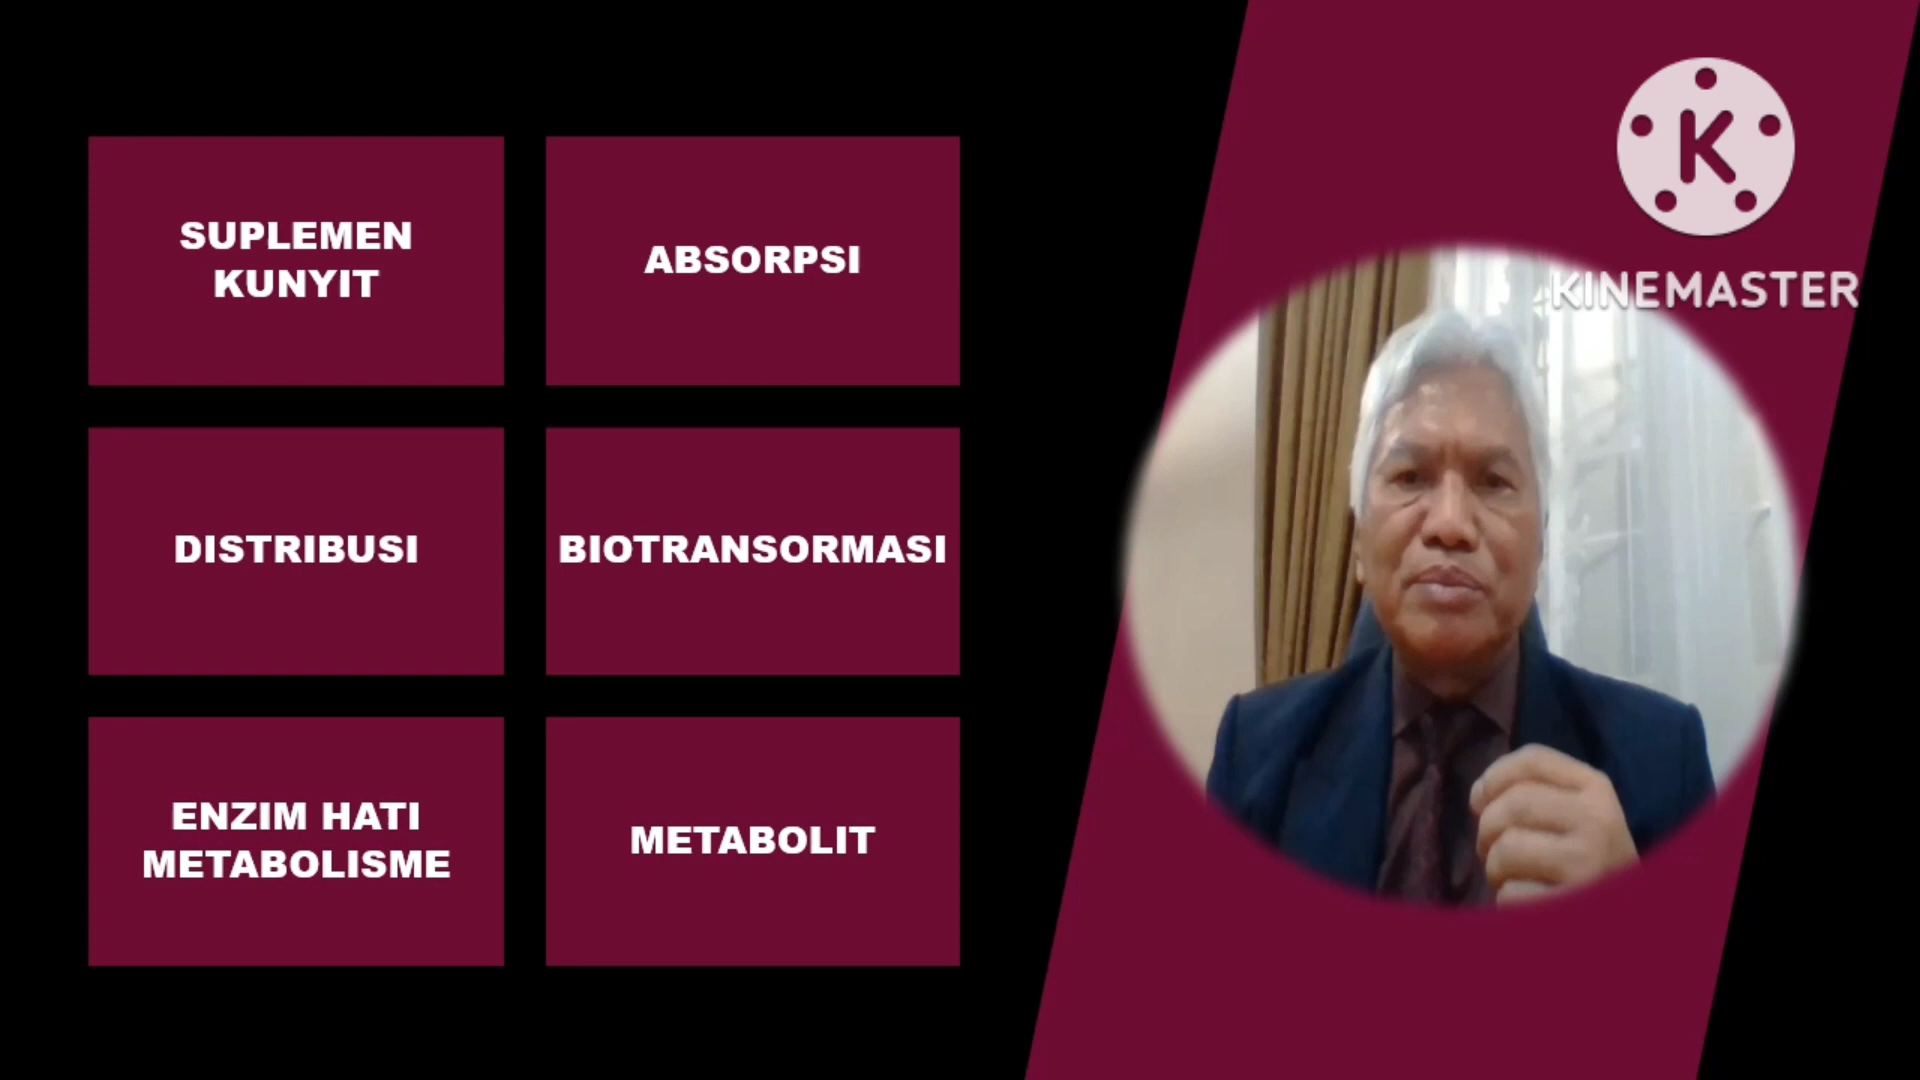 SUPLEMEN
KUNYIT
ABSORPSI
DISTRIBUSI
BIOTRANSORMASI
ENZIM HATI
METABOLISME
METABOLIT
K
KINEMASTER